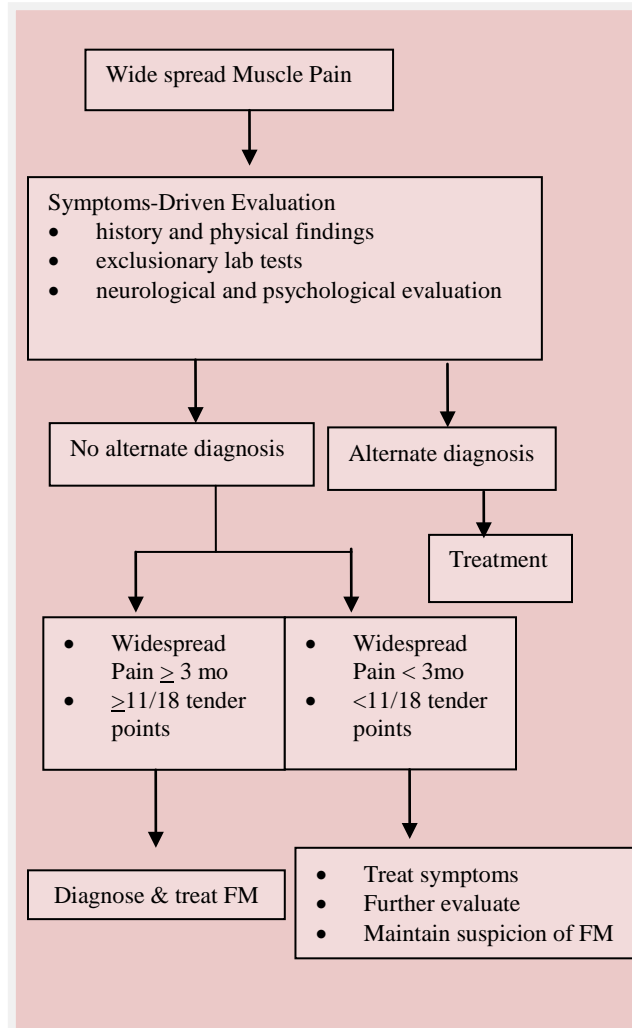 Wide spread Muscle Pain
Symptoms-Driven Evaluation
• history and physical findings
• exclusionary lab tests
• neurological and psychological evaluation
No alternate diagnosis
Alternate diagnosis
Treatment
• Widespread
Pain ≥ 3 mo
• ≥11/18 tender
points
• Widespread
Pain < 3mo
• <11/18 tender
points
Diagnose & treat FM
• Treat symptoms
• Further evaluate
• Maintain suspicion of FM